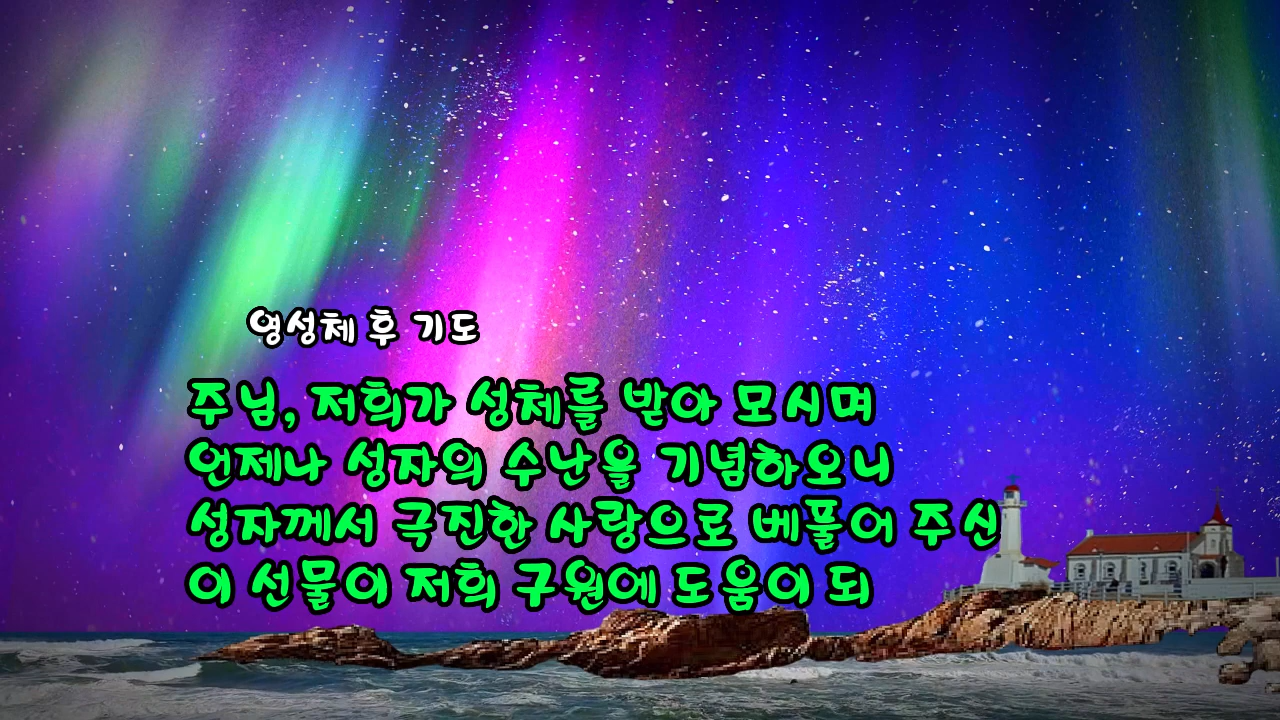 영성체 후 기도
주님, 저희가 성체를 받아 모시며
언제나 성자의 수난을 기념하오니
성자께서 극진한 사랑으로 베풀어 주신
이 선물이 저희 구원에 도움이 되